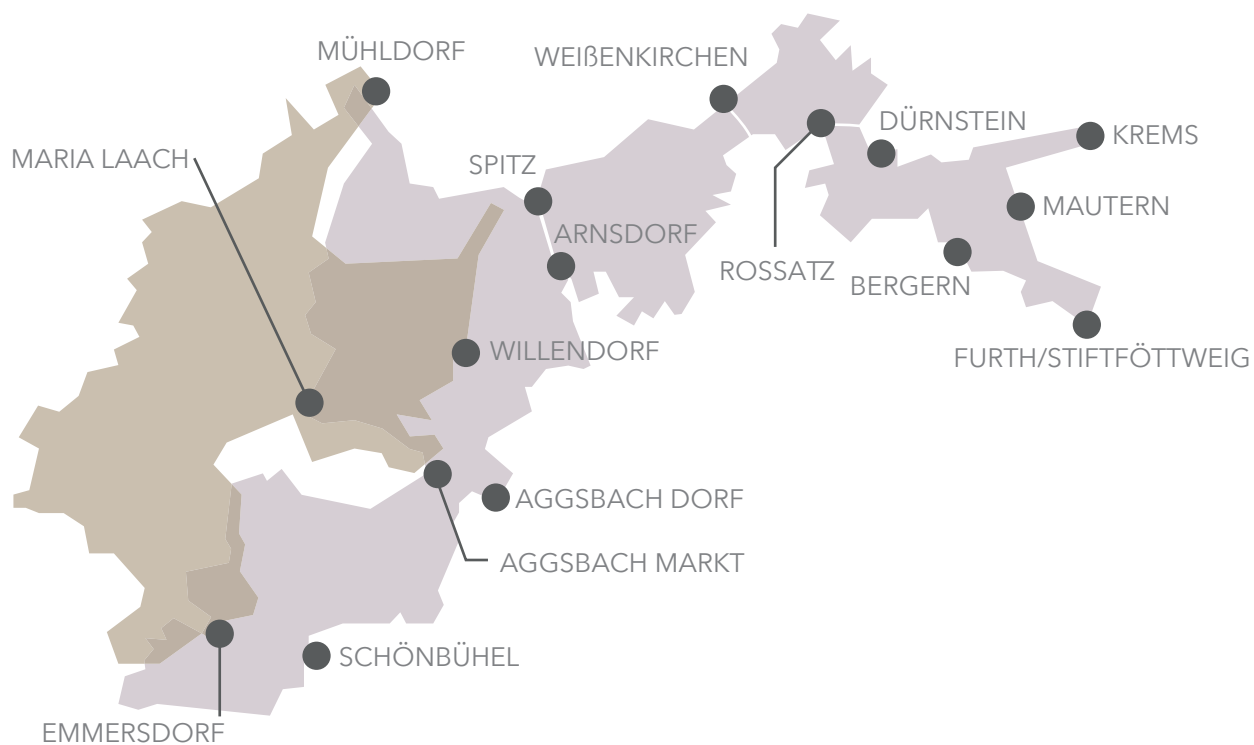 MÜHLDORF
WEIßENKIRCHEN
DÜRNSTEIN
KREMS
MARIA LAACH
SPITZ
MAUTERN
ARNSDORF
ROSSATZ
BERGERN
WILLENDORF
FURTH/STIFTFÖTTWEIG
AGGSBACH DORF
AGGSBACH MARKT
SCHÖNBÜHEL
EMMERSDORF